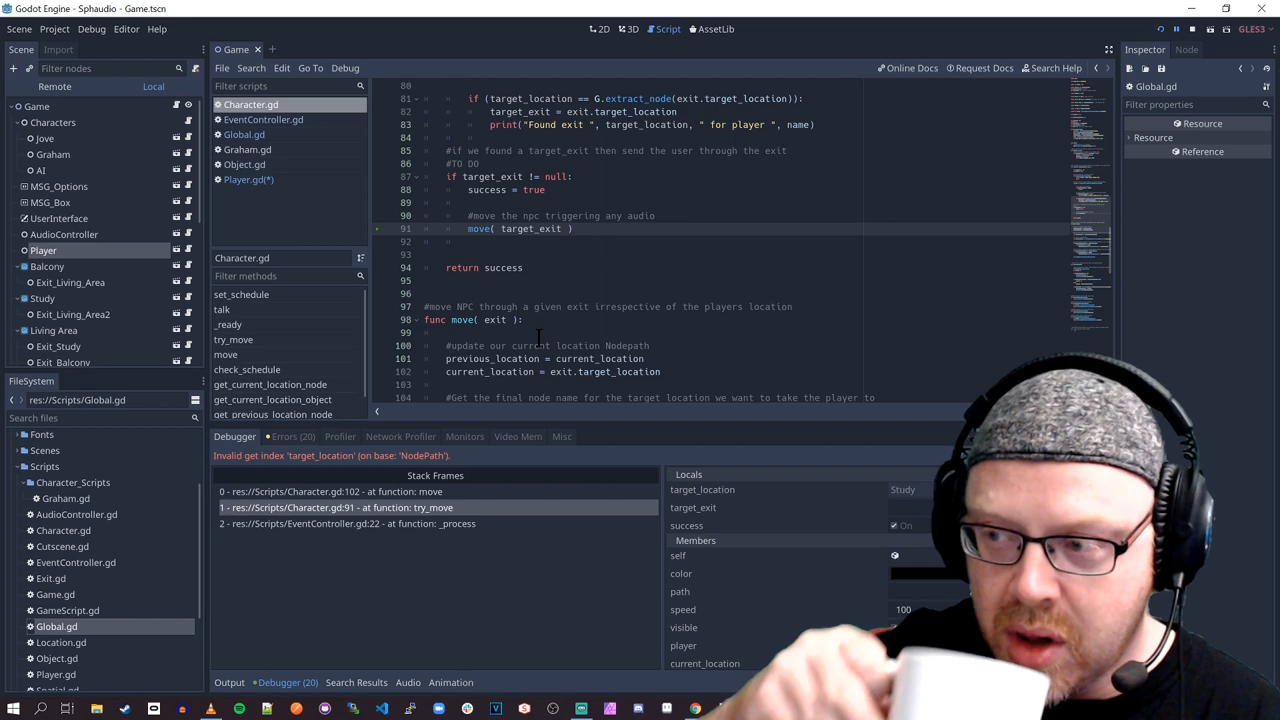 Godot Engine - Sphaudio - Game.tscn
Scene Project Debug Editor Help
2D 3D Script AssetLib
GLES3
Scene Import
Filter nodes
Remote Local
Game
Characters
Jove
Graham
AI
MSG_Options
MSG_Box
UserInterface
AudioController
Player
Balcony
Exit_Living_Area
Study
Exit_Living_Area2
Living Area
Exit_Study
Exit_Balcony
FileSystem
res://Scripts/Global.gd
Search files
Fonts
Scenes
Scripts
Character_Scripts
Graham.gd
AudioController.gd
Character.gd
Cutscene.gd
EventController.gd
Exit.gd
Game.gd
GameScript.gd
Global.gd
Location.gd
Object.gd
Player.gd
Spatial.gd
Game
File Search Edit Go To Debug
Online Docs Request Docs Search Help
Filter scripts
Character.gd
EventController.gd
Global.gd
Graham.gd
Object.gd
Player.gd(*)
Character.gd
Filter methods
set_schedule
talk
_ready
try_move
move
check_schedule
get_current_location_node
get_current_location_object
get_previous_location_node
80
81 if (target_location == G.extract_node(exit.target_location)):
82 target_exit = exit.target_location
83 print("Found exit ", target_location, " for player ", name)
84
85 #if we found a target_exit then send the user through the exit
86 #TO DO
87 if target_exit != null:
88 success = true
89
90 #move the npc triggering any audio
91 move( target_exit )
92
93
94 return success
95
96
97 #move NPC through a given exit irrespective of the players location
98 func move( exit ):
99
100 #update our current location Nodepath
101 previous_location = current_location
102 current_location = exit.target_location
103
104 #Get the final node name for the target location we want to take the player to
Debugger Errors (20) Profiler Network Profiler Monitors Video Mem Misc
Invalid get index 'target_location' (on base: 'NodePath').
Stack Frames
0 - res://Scripts/Character.gd:102 - at function: move
1 - res://Scripts/Character.gd:91 - at function: try_move
2 - res://Scripts/EventController.gd:22 - at function: _process
Locals
target_location Study
target_exit
success On
Members
self
color
path
speed 100
visible
player
current_location
Output Debugger (20) Search Results Audio Animation
Inspector Node
Global.gd
Filter properties
Resource
Resource
Reference